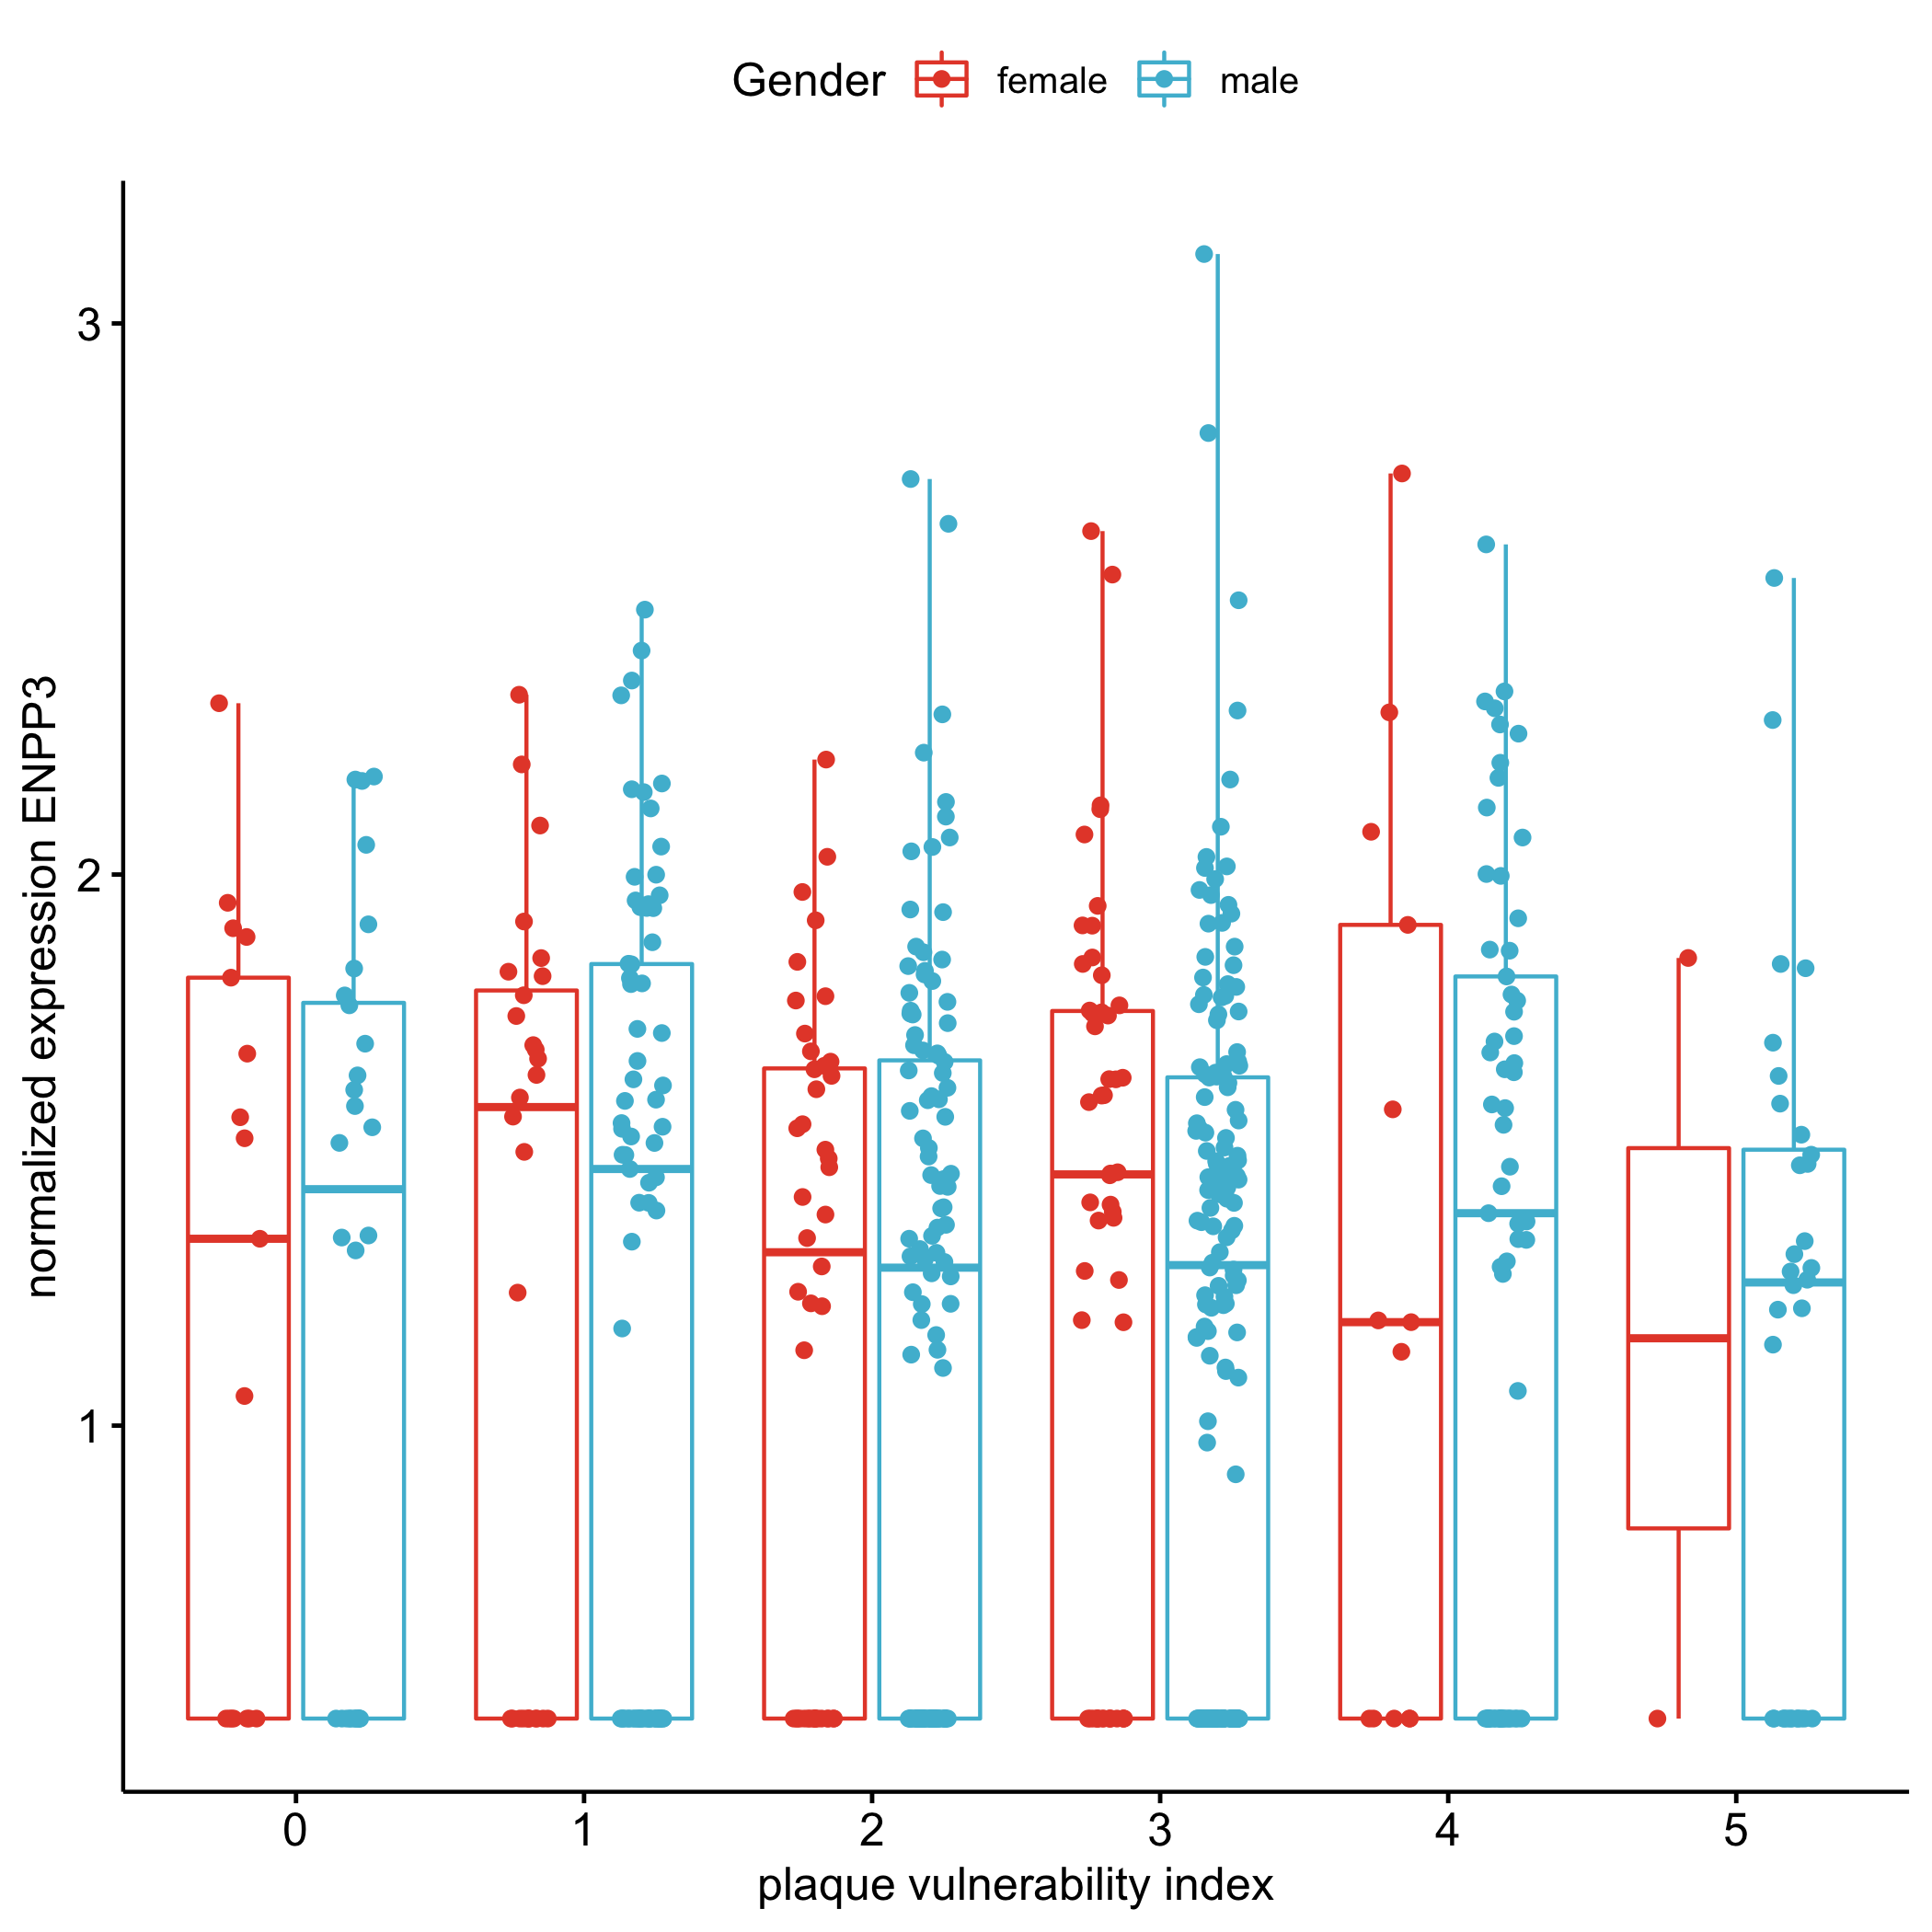 Gender female male
normalized expression ENPP3
3
2
1
0 1 2 3 4 5
plaque vulnerability index